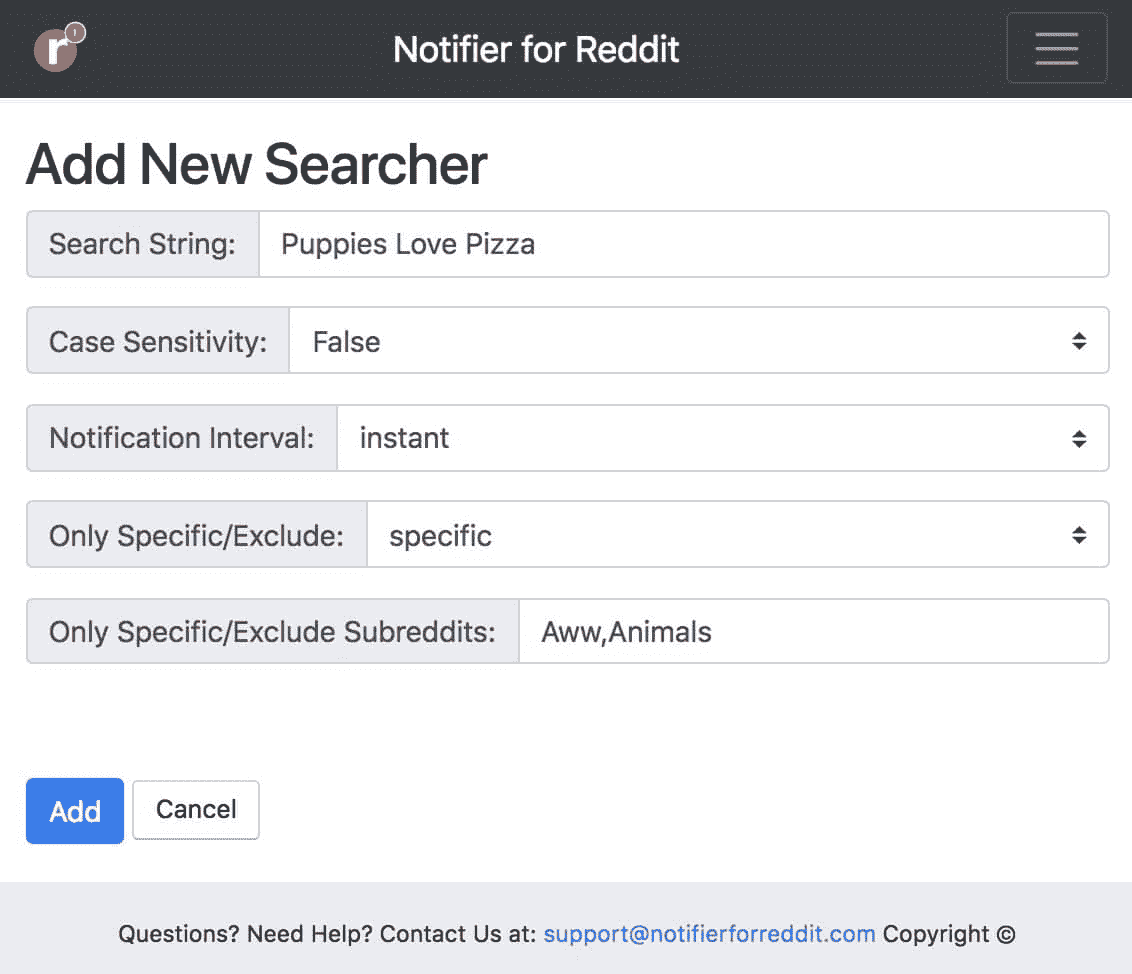 r 1
Notifier for Reddit
Add New Searcher
Search String: Puppies Love Pizza
Case Sensitivity: False
Notification Interval: instant
Only Specific/Exclude: specific
Only Specific/Exclude Subreddits: Aww,Animals
Add Cancel
Questions? Need Help? Contact Us at: support@notifierforreddit.com Copyright ©